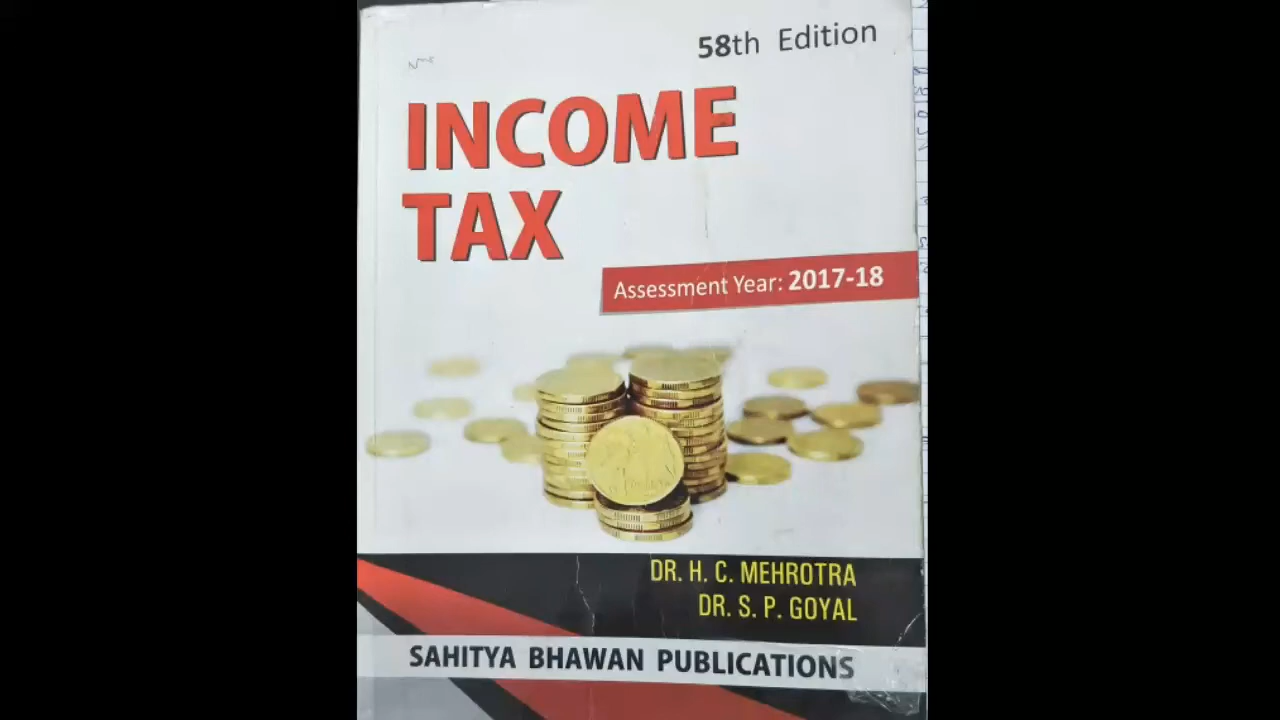 58th Edition
INCOME
TAX
Assessment Year: 2017-18
DR. H. C. MEHROTRA
DR. S. P. GOYAL
SAHITYA BHAWAN PUBLICATIONS